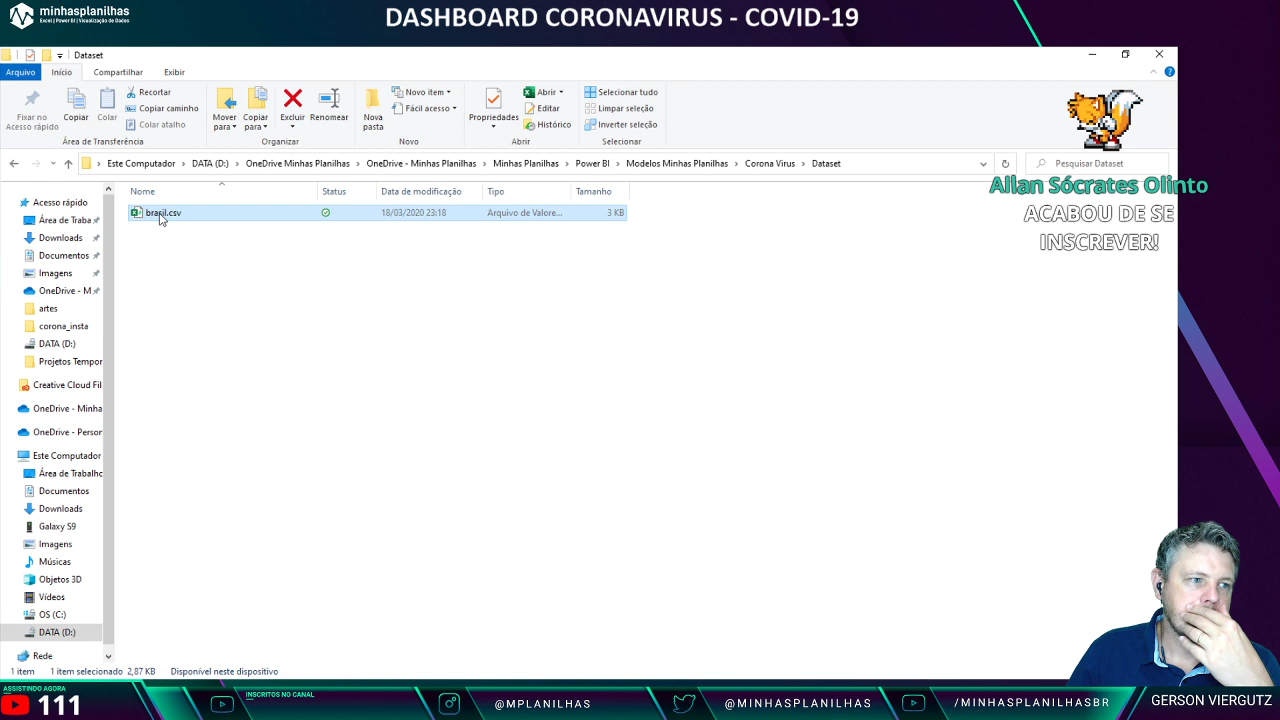 minhasplanilhas
Excel | Power BI | Visualização de Dados
DASHBOARD CORONAVIRUS - COVID-19
Dataset
Arquivo Início Compartilhar Exibir
Fixar no Acesso rápido
Copiar
Colar
Recortar
Copiar caminho
Colar atalho
Área de Transferência
Mover para
Copiar para
Excluir
Renomear
Organizar
Nova pasta
Novo item
Fácil acesso
Novo
Propriedades
Abrir
Editar
Histórico
Abrir
Selecionar tudo
Limpar seleção
Inverter seleção
Selecionar
Este Computador > DATA (D:) > OneDrive Minhas Planilhas > OneDrive - Minhas Planilhas > Minhas Planilhas > Power BI > Modelos Minhas Planilhas > Corona Virus > Dataset
Pesquisar Dataset
Allan Sócrates Olinto
ACABOU DE SE
INSCREVER!
Nome Status Data de modificação Tipo Tamanho
brasil.csv 18/03/2020 23:18 Arquivo de Valore... 3 KB
Acesso rápido
Área de Traba
Downloads
Documentos
Imagens
OneDrive - M
artes
corona_insta
DATA (D:)
Projetos Tempor
Creative Cloud Fil
OneDrive - Minha
OneDrive - Person
Este Computador
Área de Trabalho
Documentos
Downloads
Galaxy S9
Imagens
Músicas
Objetos 3D
Vídeos
OS (C:)
DATA (D:)
Rede
1 item 1 item selecionado 2,87 KB Disponível neste dispositivo
ASSISTINDO AGORA
111
INSCRITOS NO CANAL
@MPLANILHAS
@MINHASPLANILHASBR
/MINHASPLANILHASBR
GERSON VIERGUTZ